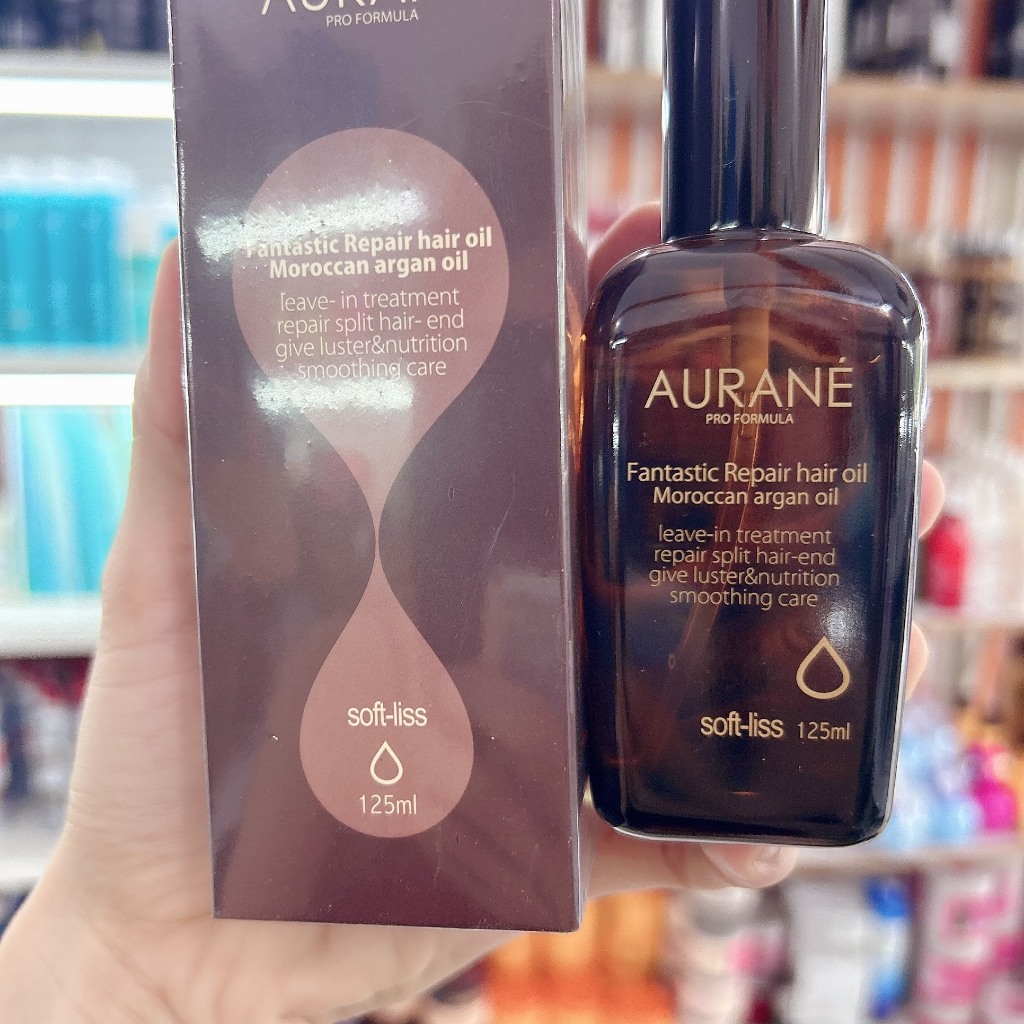 PRO FORMULA
Fantastic Repair hair oil
Moroccan argan oil
leave- in treatment
repair split hair- end
give luster&nutrition
smoothing care
soft-liss
125ml
AURANÉ
PRO FORMULA
Fantastic Repair hair oil
Moroccan argan oil
leave-in treatment
repair split hair-end
give luster&nutrition
smoothing care
soft-liss 125ml